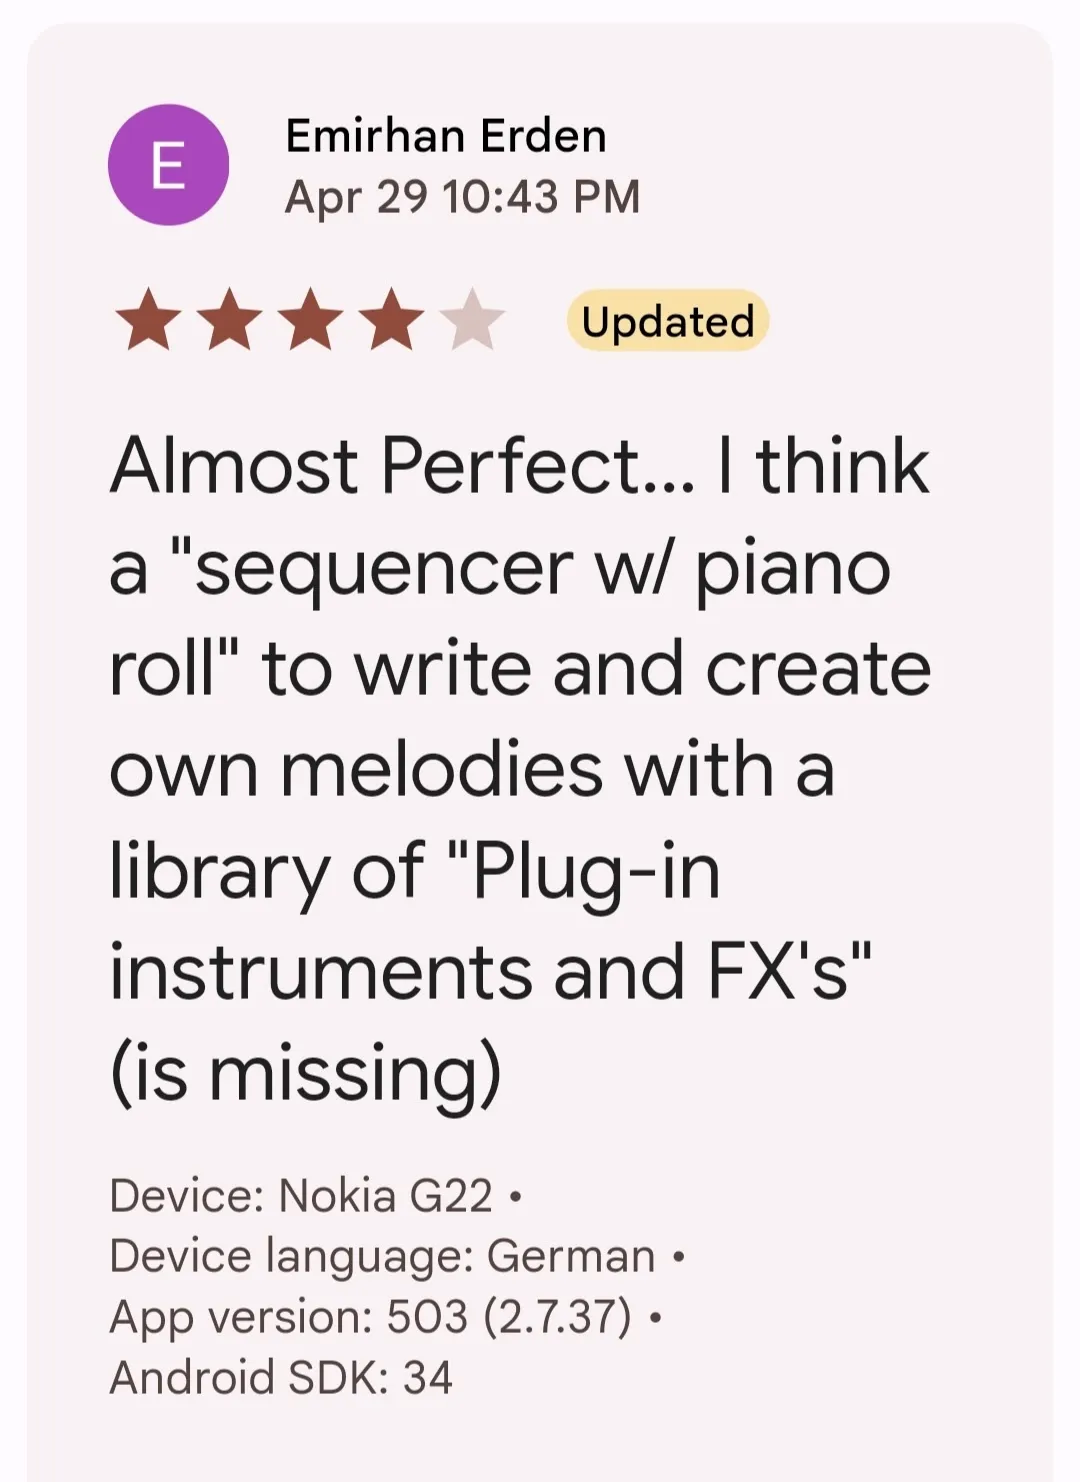 E
Emirhan Erden
Apr 29 10:43 PM
Updated
Almost Perfect... I think
a "sequencer w/ piano
roll" to write and create
own melodies with a
library of "Plug-in
instruments and FX's"
(is missing)
Device: Nokia G22 •
Device language: German •
App version: 503 (2.7.37) •
Android SDK: 34